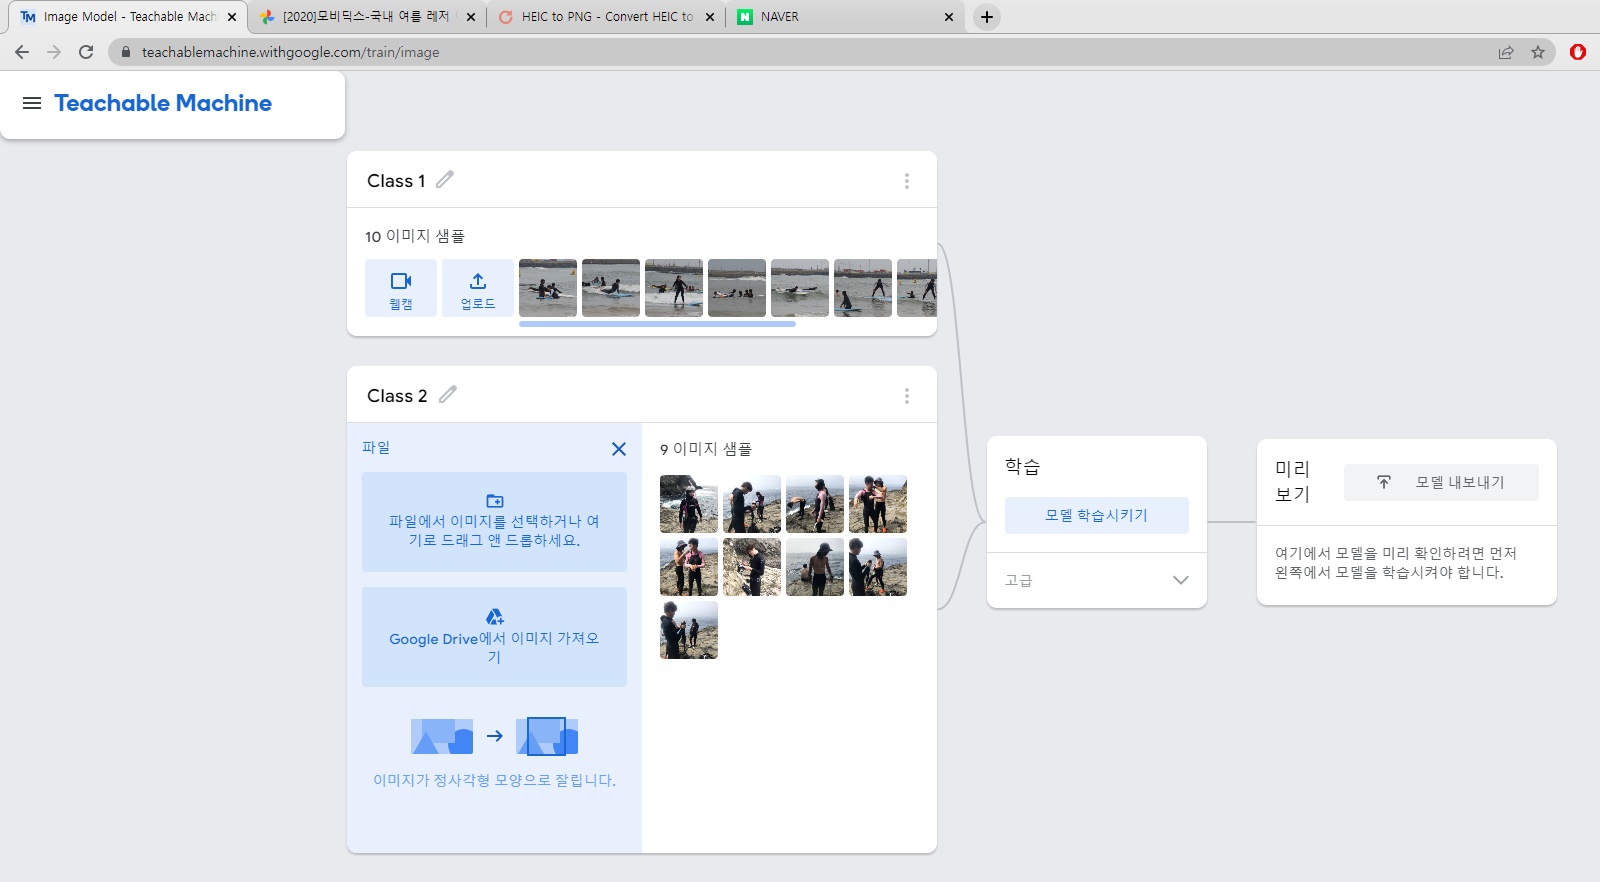 Image Model - Teachable Machi
[2020]모비딕스-국내 여름 레저
HEIC to PNG - Convert HEIC to
NAVER
teachablemachine.withgoogle.com/train/image
Teachable Machine
Class 1
10 이미지 샘플
웹캠
업로드
Class 2
파일
파일에서 이미지를 선택하거나 여
기로 드래그 앤 드롭하세요.
Google Drive에서 이미지 가져오
기
이미지가 정사각형 모양으로 잘립니다.
9 이미지 샘플
학습
모델 학습시키기
고급
미리
보기
모델 내보내기
여기에서 모델을 미리 확인하려면 먼저
왼쪽에서 모델을 학습시켜야 합니다.